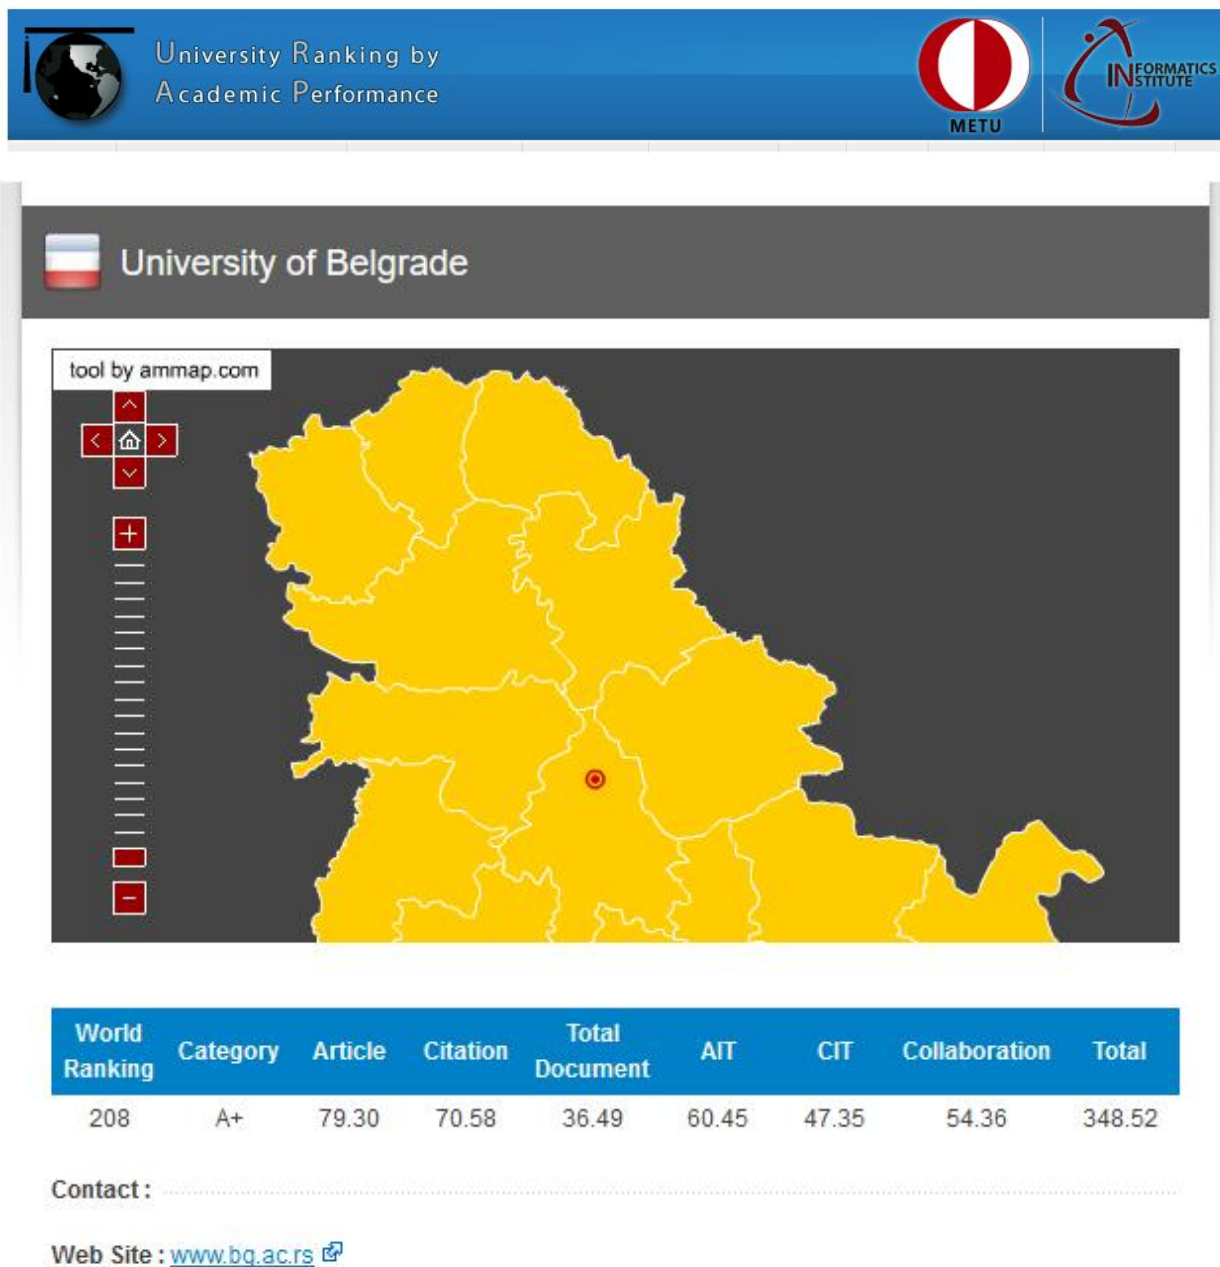 University Ranking by
Academic Performance
METU
INFORMATICS
INSTITUTE
University of Belgrade
tool by ammap.com
World Ranking Category Article Citation Total Document AIT CIT Collaboration Total
208 A+ 79.30 70.58 36.49 60.45 47.35 54.36 348.52
Contact :
Web Site : www.bg.ac.rs